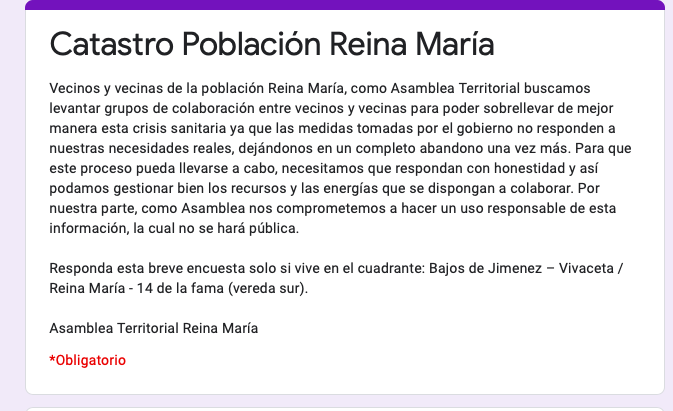 Catastro Población Reina María
Vecinos y vecinas de la población Reina María, como Asamblea Territorial buscamos
levantar grupos de colaboración entre vecinos y vecinas para poder sobrellevar de mejor
manera esta crisis sanitaria ya que las medidas tomadas por el gobierno no responden a
nuestras necesidades reales, dejándonos en un completo abandono una vez más. Para que
este proceso pueda llevarse a cabo, necesitamos que respondan con honestidad y así
podamos gestionar bien los recursos y las energías que se dispongan a colaborar. Por
nuestra parte, como Asamblea nos comprometemos a hacer un uso responsable de esta
información, la cual no se hará pública.
Responda esta breve encuesta solo si vive en el cuadrante: Bajos de Jimenez – Vivaceta /
Reina María - 14 de la fama (vereda sur).
Asamblea Territorial Reina María
*Obligatorio